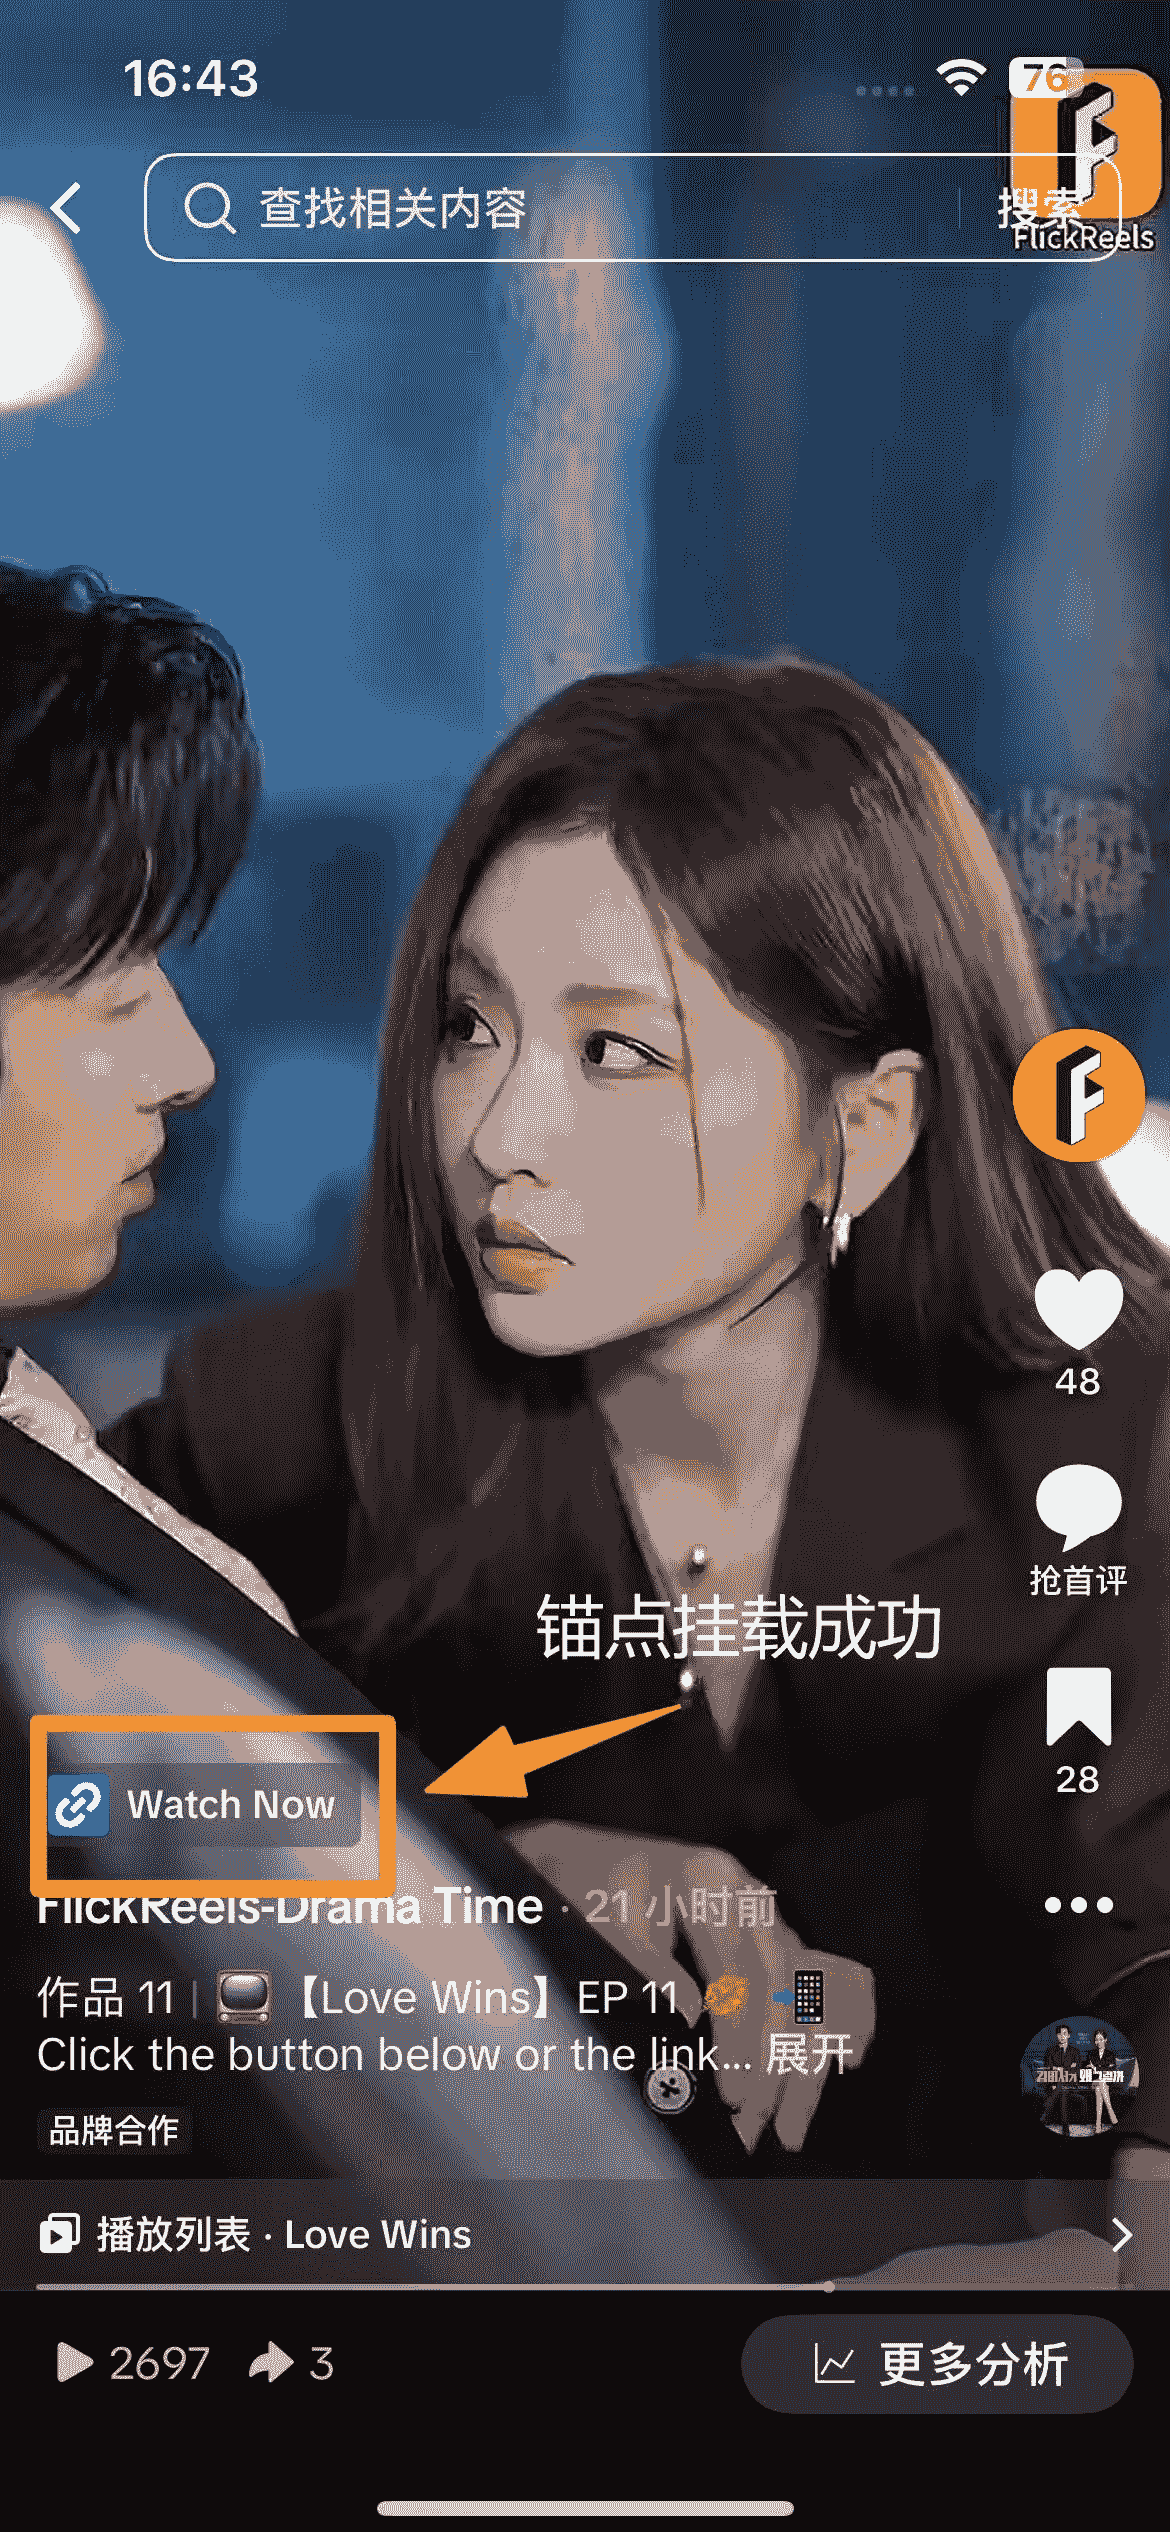 16:43
76
查找相关内容
搜索
FlickReels
48
抢首评
锚点挂载成功
28
Watch Now
FlickReels-Drama Time · 21 小时前
作品 11 | 【Love Wins】 EP 11
Click the button below or the link... 展开
品牌合作
播放列表 · Love Wins
2697
3
更多分析